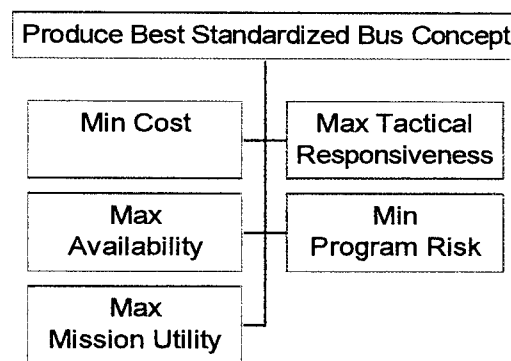 Produce Best Standardized Bus Concept
Min Cost
Max Tactical
Responsiveness
Max
Availability
Min
Program Risk
Max
Mission Utility